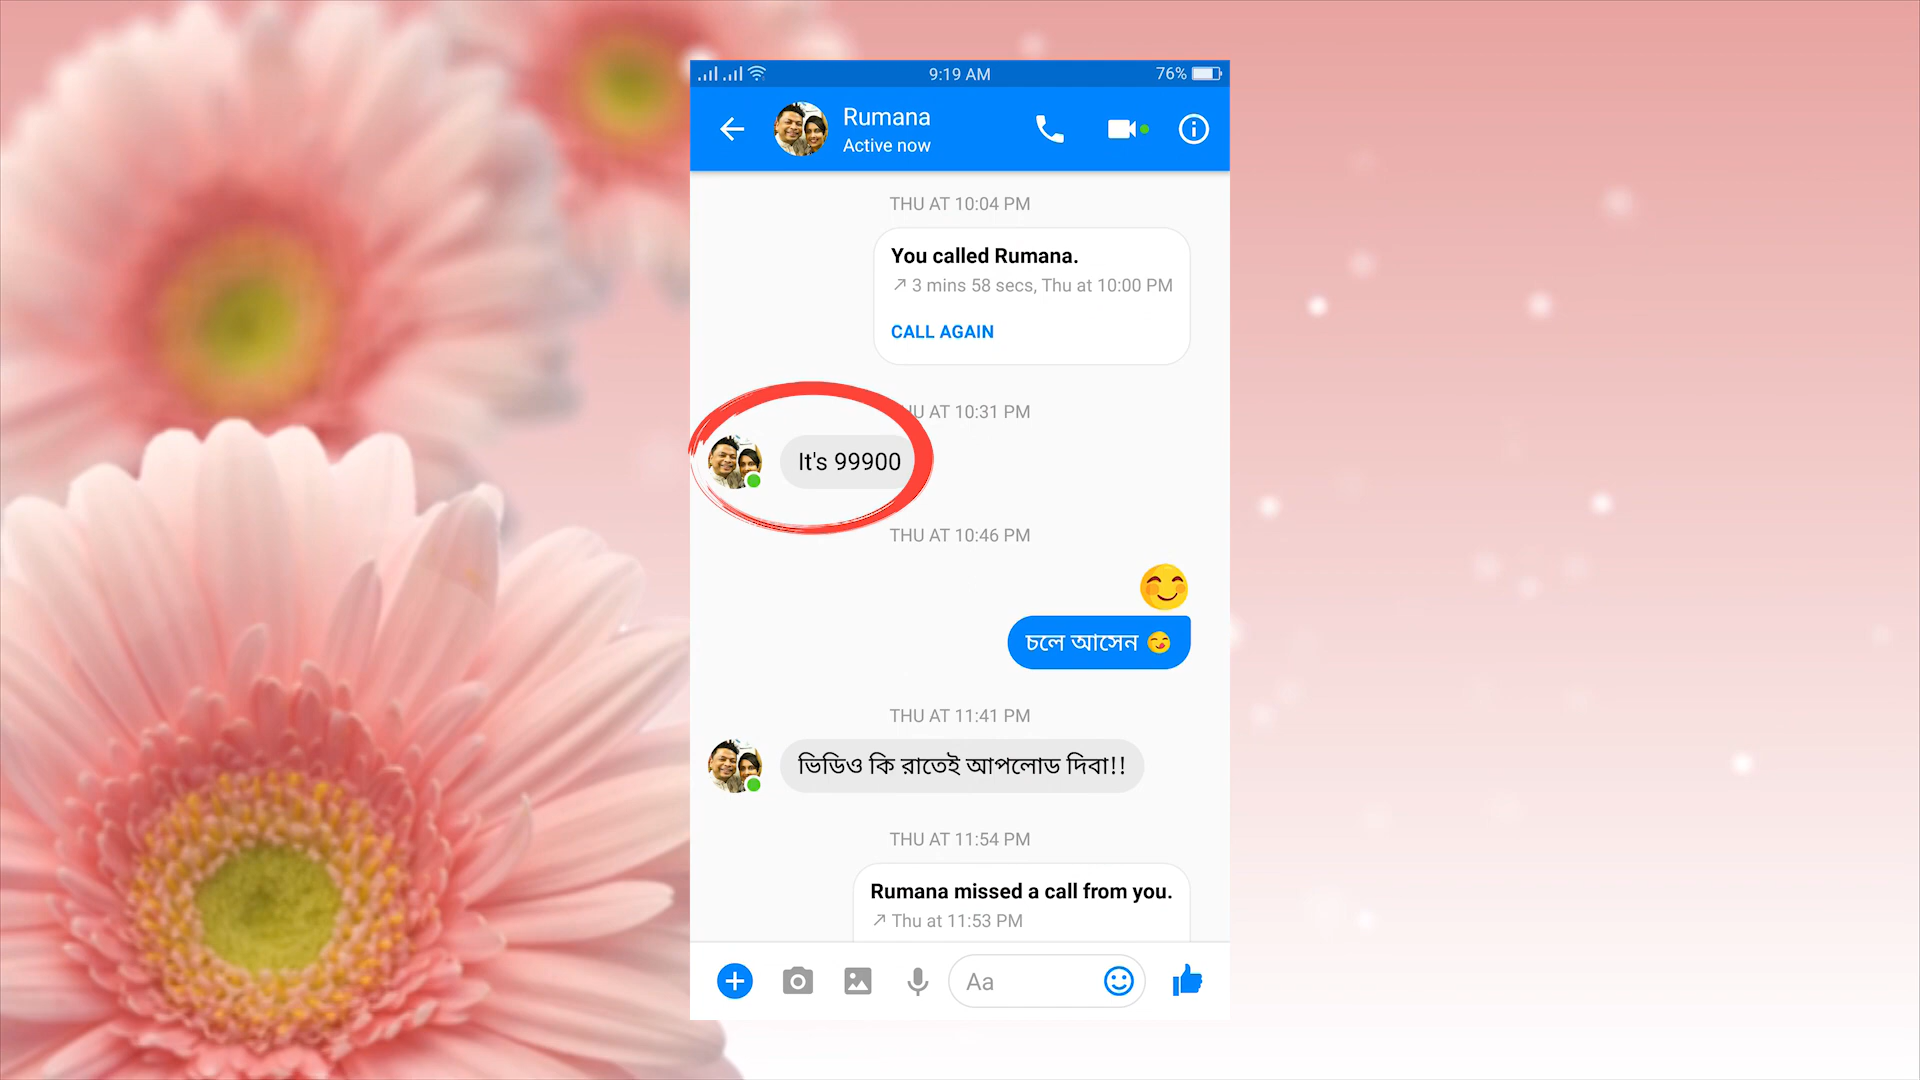 9:19 AM
76%
Rumana
Active now
THU AT 10:04 PM
You called Rumana.
3 mins 58 secs, Thu at 10:00 PM
CALL AGAIN
THU AT 10:31 PM
It's 99900
THU AT 10:46 PM
চলে আসেন
THU AT 11:41 PM
ভিডিও কি রাতেই আপলোড দিবা!!
THU AT 11:54 PM
Rumana missed a call from you.
Thu at 11:53 PM
Aa